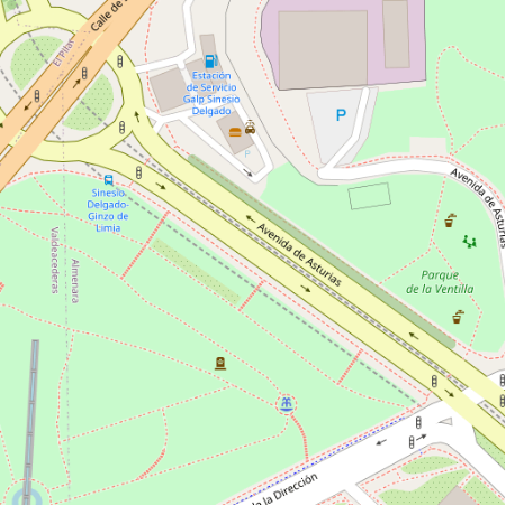 Calle de
El Pilar
Estación
de Servicio
Galp Sinesio
Delgado
P
P
Sinesio
Delgado-
Ginzo de
Limia
Avenida de Asturias
Avenida de Asturias
Valdeacederas
Almenara
Parque
de la Ventilla
de la Dirección